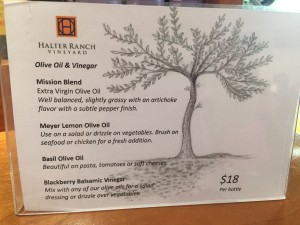 H
HALTER RANCH
VINEYARD
Olive Oil & Vinegar
Mission Blend
Extra Virgin Olive Oil
Well balanced, slightly grassy with an artichoke
flavor with a subtle pepper finish.
Meyer Lemon Olive Oil
Use on a salad or drizzle on vegetables. Brush on
seafood or chicken for a fresh addition.
Basil Olive Oil
Beautiful on pasta, tomatoes or soft cheeses.
Blackberry Balsamic Vinegar
Mix with any of our olive oils for a salad
dressing or drizzle over vegetables.
$18
Per bottle